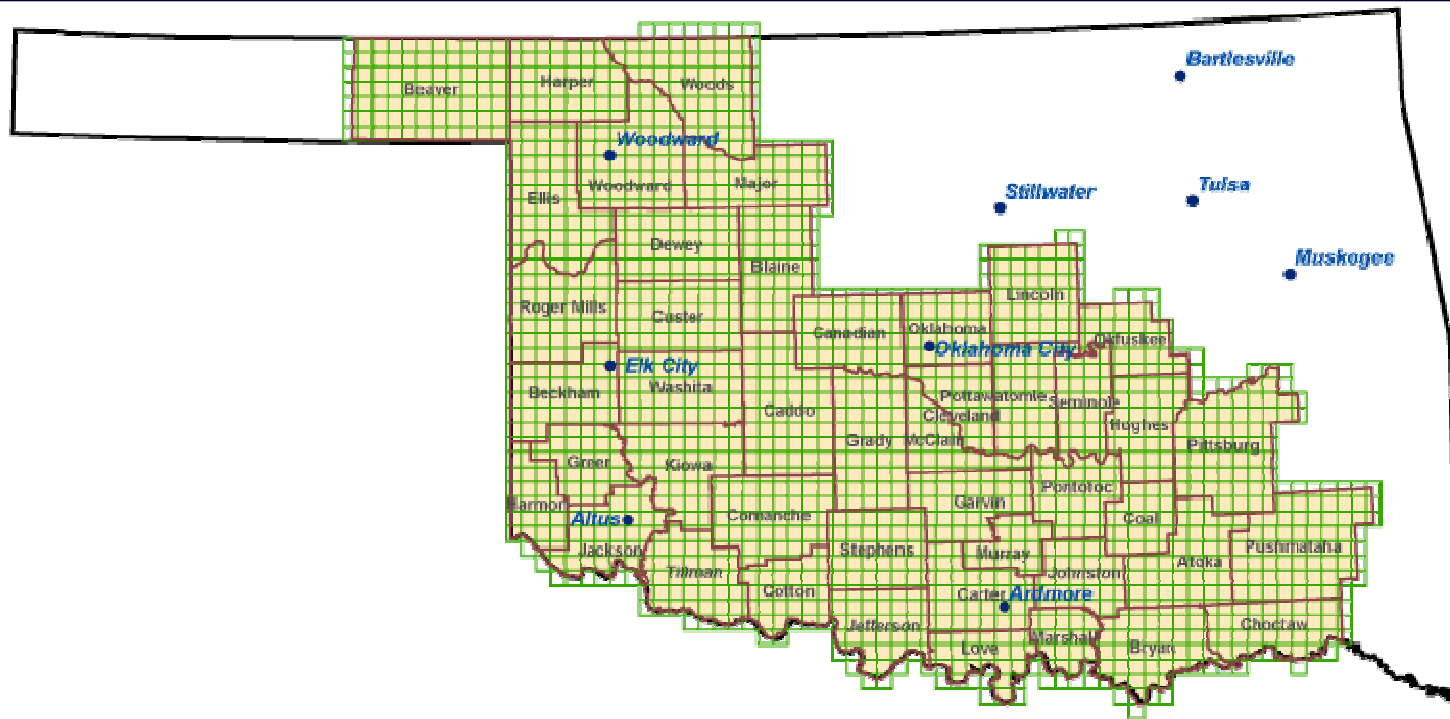 Bartlesville
Harper
Woods
Beaver
Woodward
Woodward
Major
Stillwater
Tulsa
Ellis
Dewey
Blaine
Muskogee
Lincoln
Roger Mills
Custer
Canadian
Oklahoma
Okfuskee
Oklahoma City
Elk City
Washita
Beckham
Pottawatomie
Seminole
Caddo
Cleveland
Hughes
Grady
McClain
Pittsburg
Greer
Kiowa
Pontotoc
Harmon
Garvin
Comanche
Coal
Altus
Jackson
Stephens
Murray
Pushmataha
Atoka
Tillman
Johnston
Cotton
Carter
Ardmore
Jefferson
Choctaw
Marshall
Love
Bryan